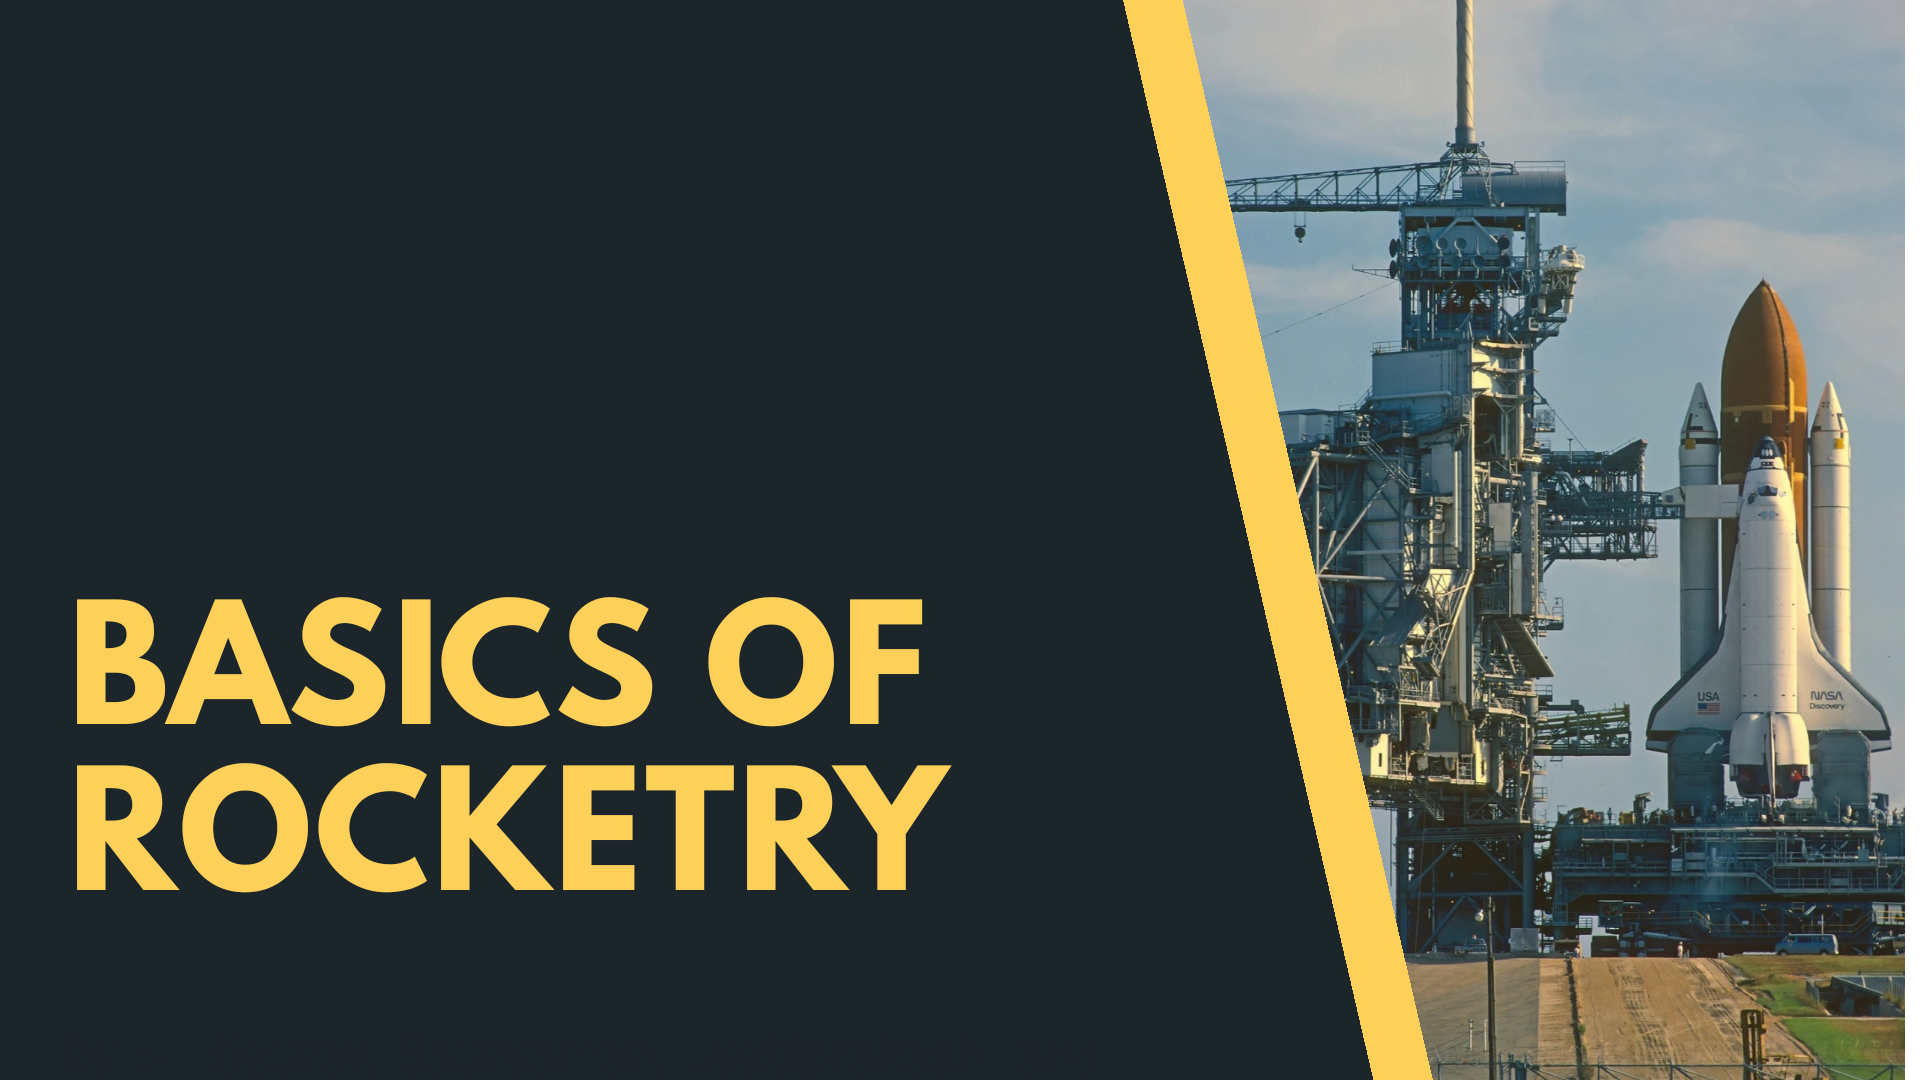 BASICS OF
ROCKETRY
USA
NASA
Discovery